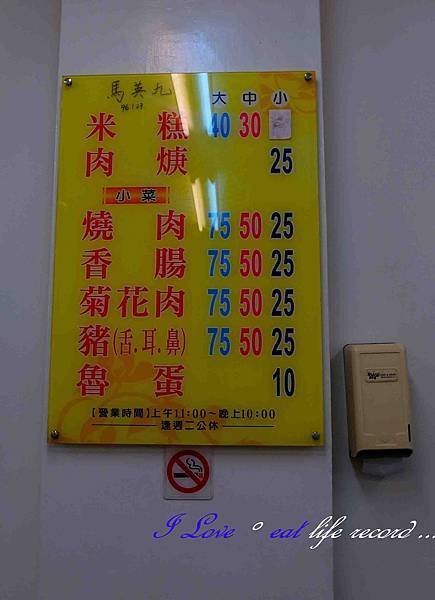 馬英九
96.1.23
大 中 小
米糕 40 30
肉焿 25
小菜
燒肉 75 50 25
香腸 75 50 25
菊花肉 75 50 25
豬(舌.耳.鼻) 75 50 25
魯蛋 10
【營業時間】上午11:00~晚上10:00
逢週二公休
I Love ° eat life record ...